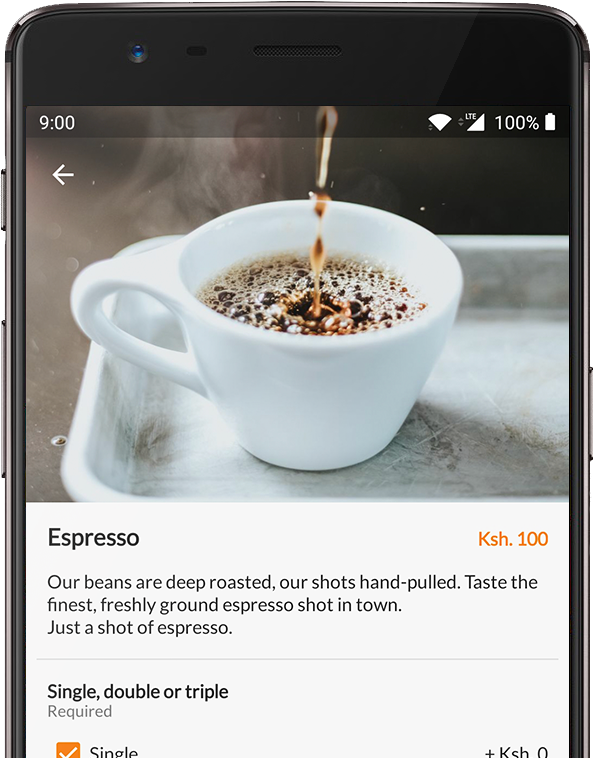 9:00 LTE 100%
Espresso Ksh. 100
Our beans are deep roasted, our shots hand-pulled. Taste the
finest, freshly ground espresso shot in town.
Just a shot of espresso.
Single, double or triple
Required
Single + Ksh. 0